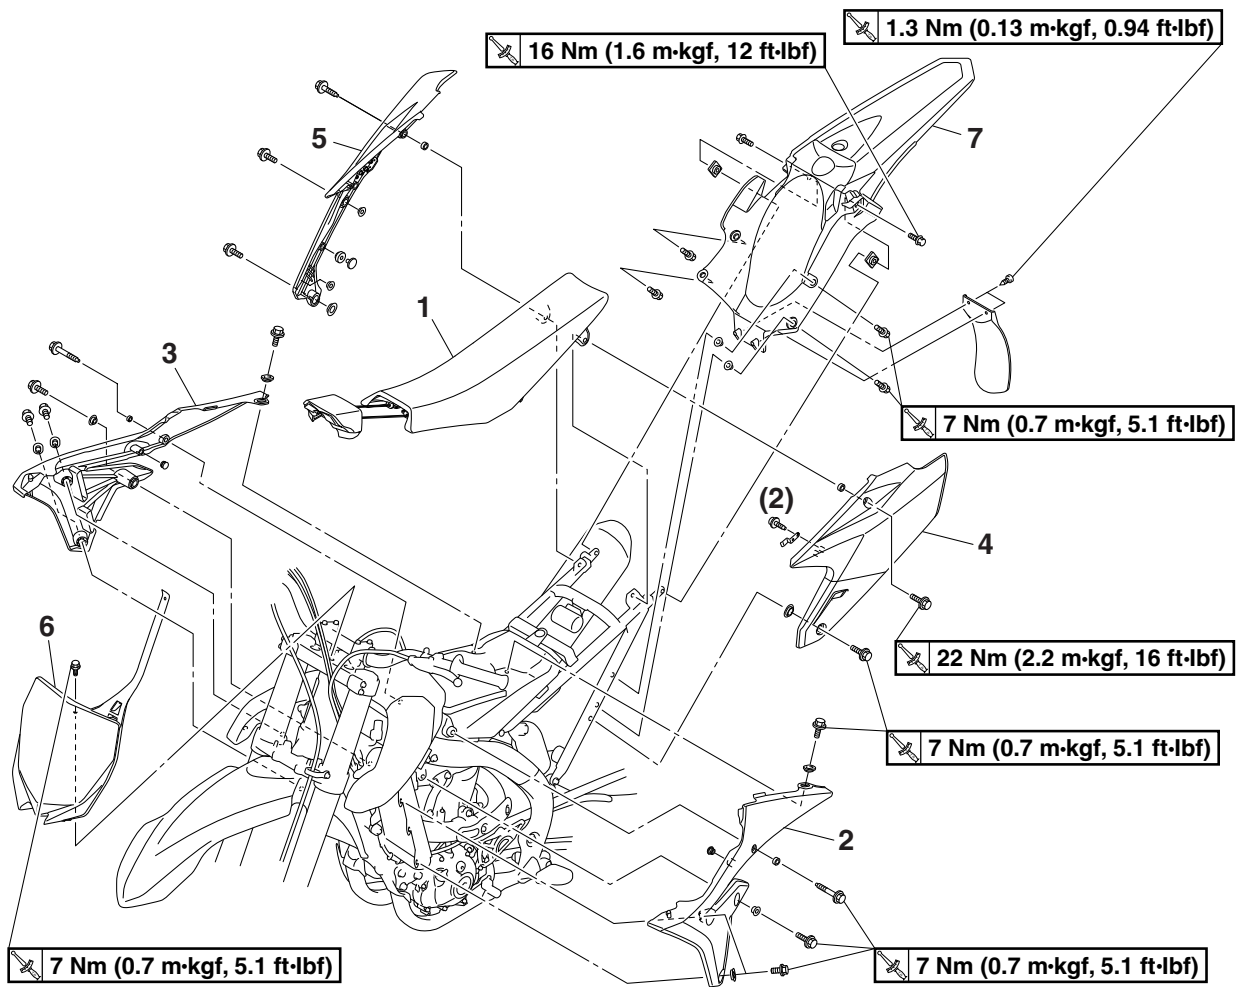 1.3 Nm (0.13 m•kgf, 0.94 ft•lbf)
16 Nm (1.6 m•kgf, 12 ft•lbf)
5
7
1
3
7 Nm (0.7 m•kgf, 5.1 ft•lbf)
(2)
4
6
22 Nm (2.2 m•kgf, 16 ft•lbf)
7 Nm (0.7 m•kgf, 5.1 ft•lbf)
2
7 Nm (0.7 m•kgf, 5.1 ft•lbf)
7 Nm (0.7 m•kgf, 5.1 ft•lbf)